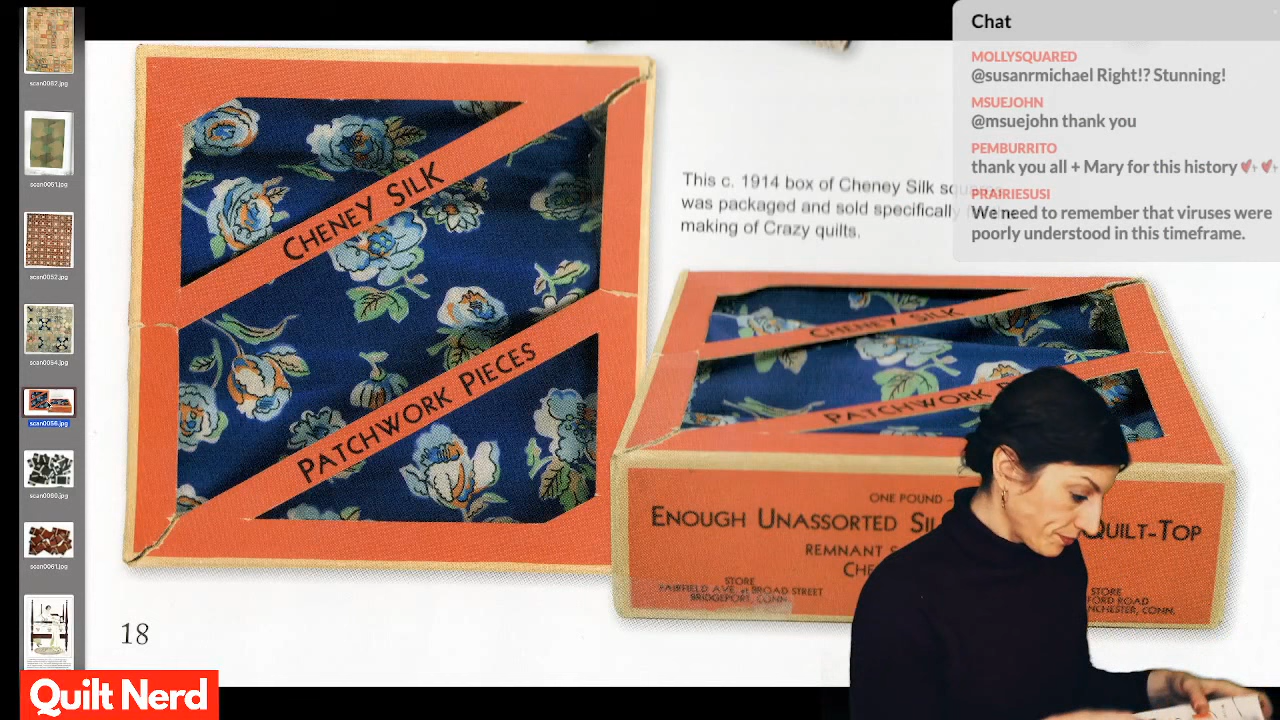 scan0092.jpg
scan0051.jpg
scan0052.jpg
scan0054.jpg
scan0056.jpg
scan0060.jpg
scan0061.jpg
CHENEY SILK
PATCHWORK PIECES
18
This c. 1914 box of Cheney Silk
was packaged and sold specifically
making of Crazy quilts.
CHENEY SILK
PATCHWORK
ONE POUND
ENOUGH UNASSORTED QUILT-TOP
REMNANT
STORE
FAIRFIELD AVE. at BROAD STREET
BRIDGEPORT, CONN.
STORE
ROAD
CONN.
Chat
MOLLYSQUARED
@susanrmichael Right!? Stunning!
MSUEJOHN
@msuejohn thank you
PEMBURRITO
thank you all + Mary for this history
PRAIRIESUSI
We need to remember that viruses were
poorly understood in this timeframe.
Quilt Nerd